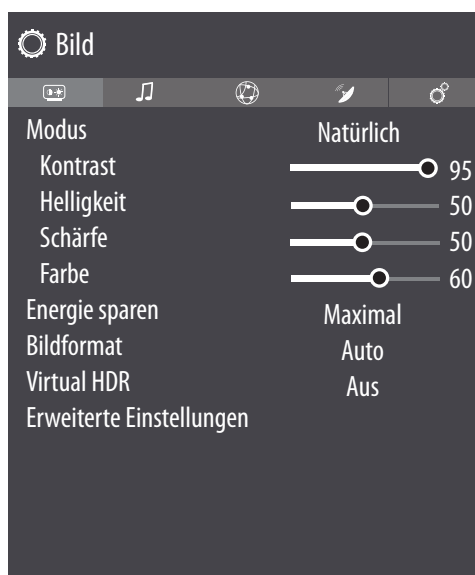 Bild
Modus Natürlich
Kontrast 95
Helligkeit 50
Schärfe 50
Farbe 60
Energie sparen Maximal
Bildformat Auto
Virtual HDR Aus
Erweiterte Einstellungen